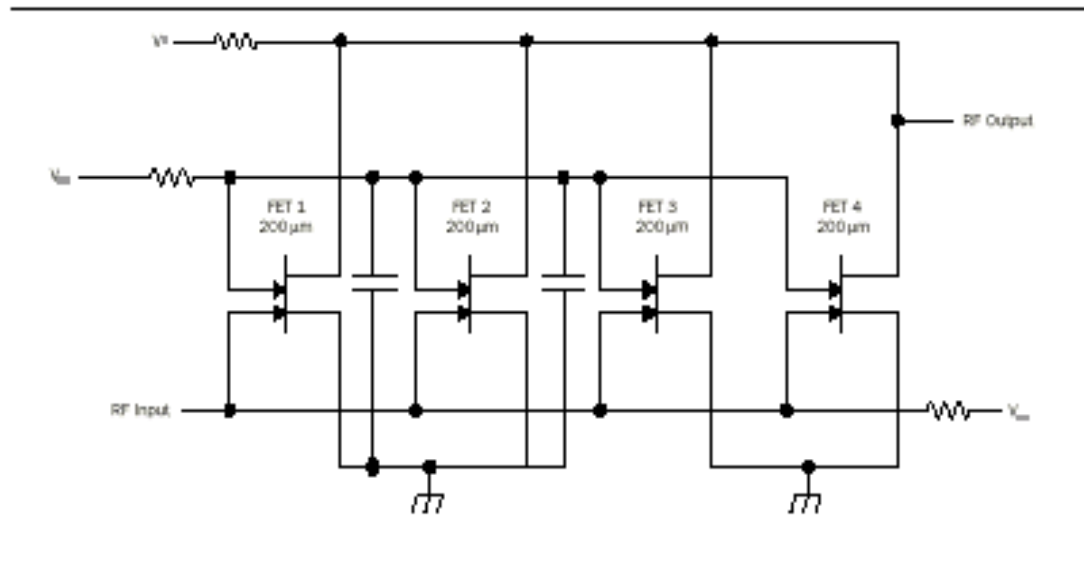 RF Output
FET 1
200µm
FET 2
200µm
FET 3
200µm
FET 4
200µm
RF Input